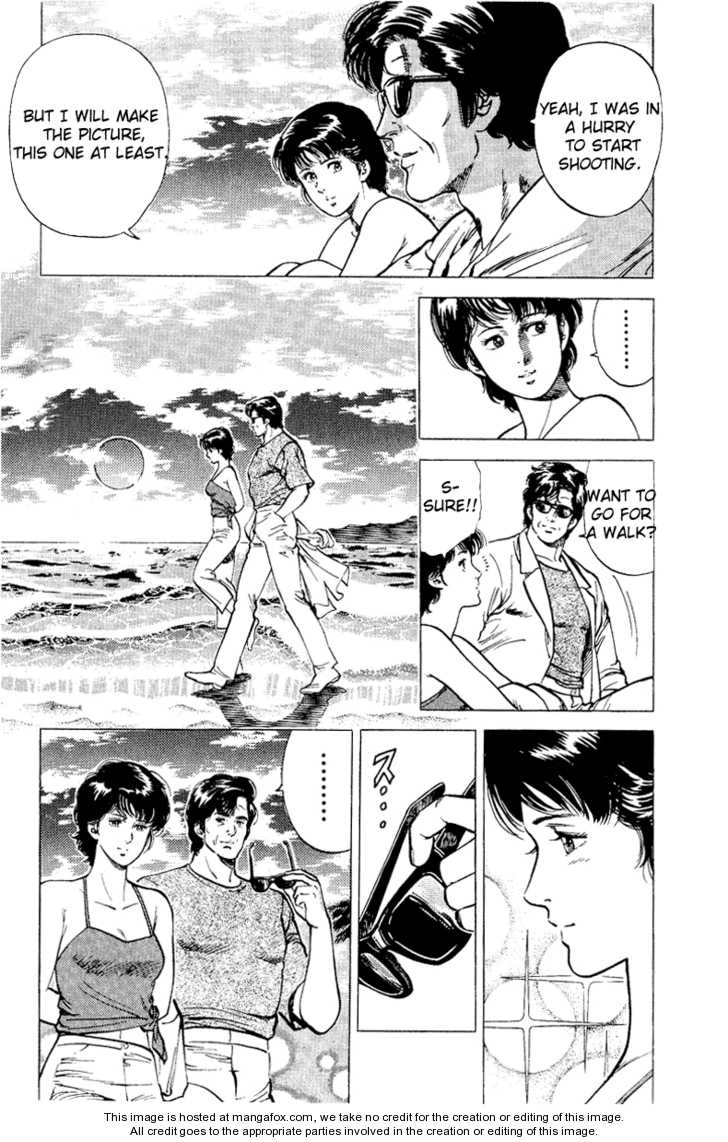 YEAH, I WAS IN
A HURRY
TO START
SHOOTING.
BUT I WILL MAKE
THE PICTURE,
THIS ONE AT LEAST.
........
WANT TO
GO FOR
A WALK?
S-
SURE!!
ス...
........
This image is hosted at mangafox.com, we take no credit for the creation or editing of this image.
All credit goes to the appropriate parties involved in the creation or editing of this image.